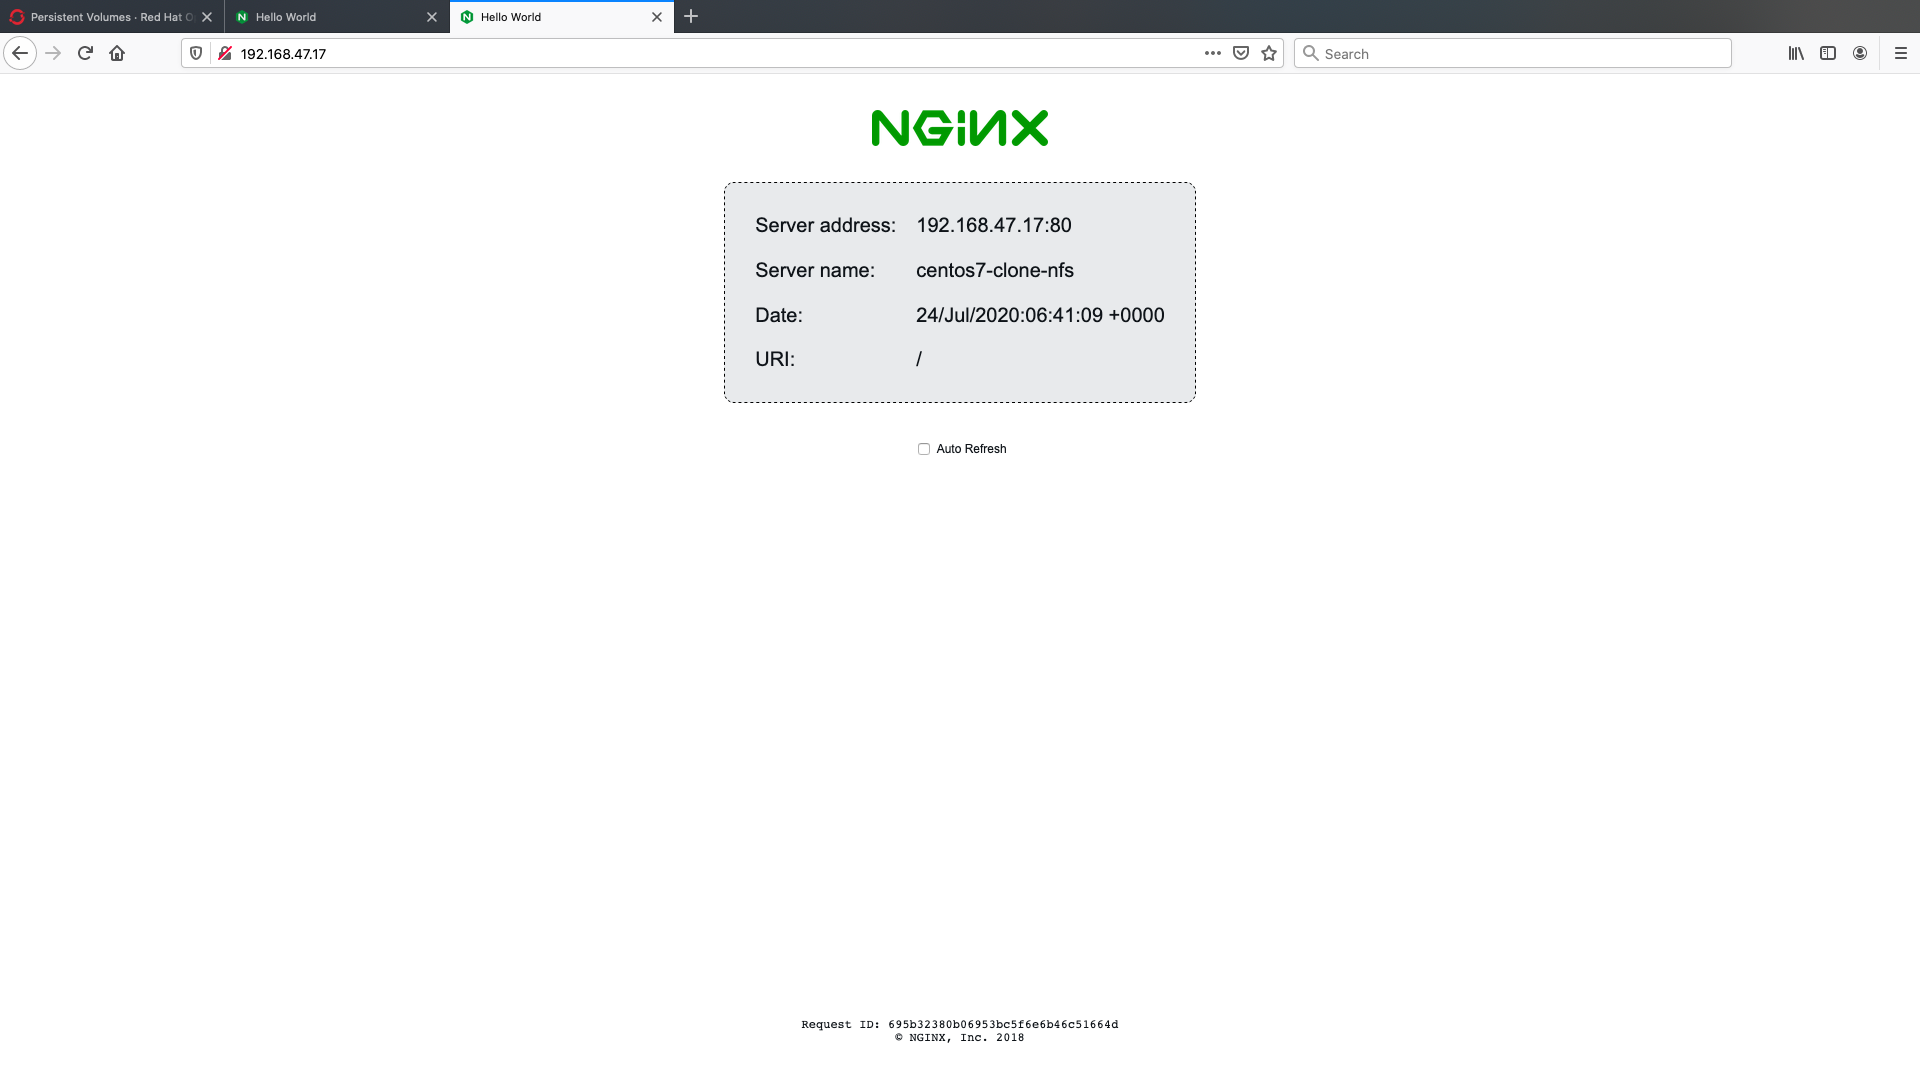 Persistent Volumes · Red Hat O
Hello World
Hello World
192.168.47.17
Search
NGINX
Server address: 192.168.47.17:80
Server name: centos7-clone-nfs
Date: 24/Jul/2020:06:41:09 +0000
URI: /
Auto Refresh
Request ID: 695b32380b06953bc5f6e6b46c51664d
© NGINX, Inc. 2018